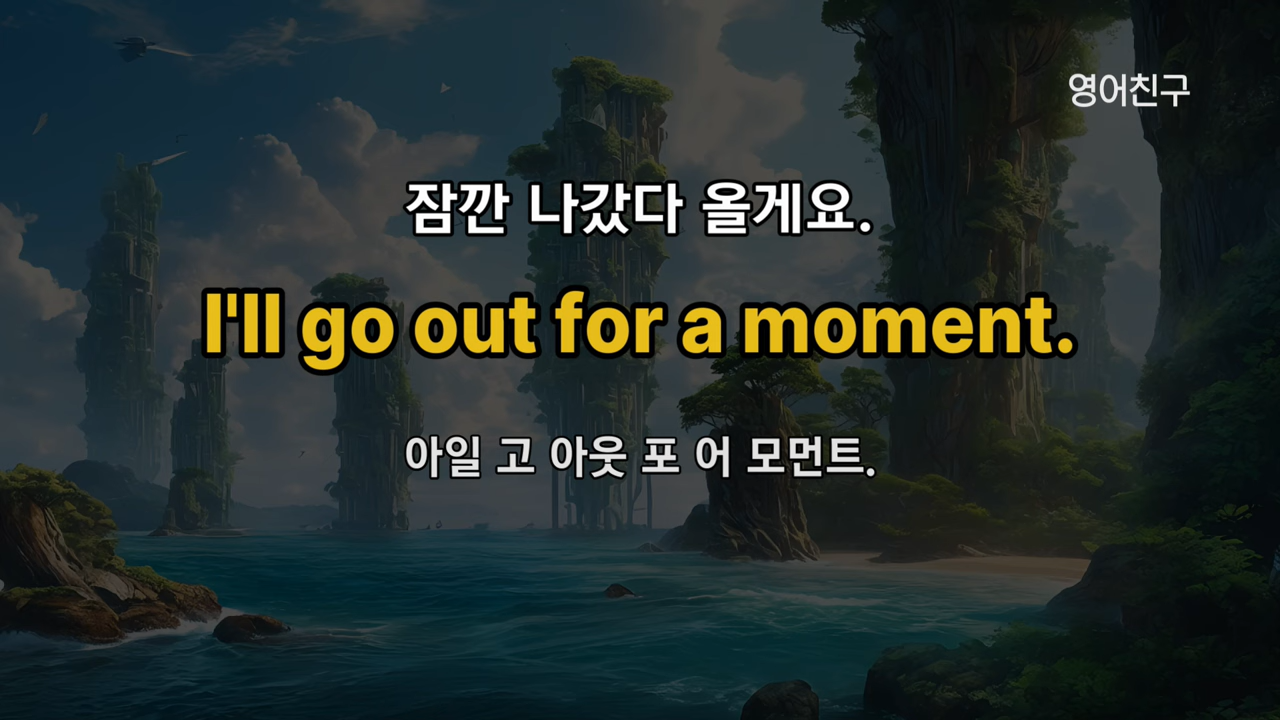 영어친구
잠깐 나갔다 올게요.
I'll go out for a moment.
아일 고 아웃 포 어 모먼트.